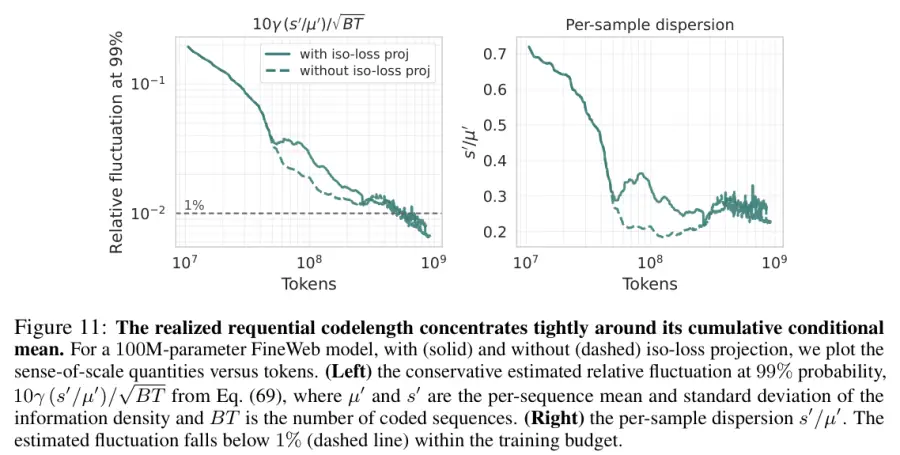 10γ (s′/μ′)/√BT
Per-sample dispersion
Relative fluctuation at 99%
10⁻¹
10⁻²
1%
with iso-loss proj
without iso-loss proj
10⁷
10⁸
10⁹
Tokens
s′/μ′
0.7
0.6
0.5
0.4
0.3
0.2
10⁷
10⁸
10⁹
Tokens
Figure 11: The realized requential codelength concentrates tightly around its cumulative conditional
mean. For a 100M-parameter FineWeb model, with (solid) and without (dashed) iso-loss projection, we plot the
sense-of-scale quantities versus tokens. (Left) the conservative estimated relative fluctuation at 99% probability,
10γ (s′/μ′)/√BT from Eq. (69), where μ′ and s′ are the per-sequence mean and standard deviation of the
information density and BT is the number of coded sequences. (Right) the per-sample dispersion s′/μ′. The
estimated fluctuation falls below 1% (dashed line) within the training budget.